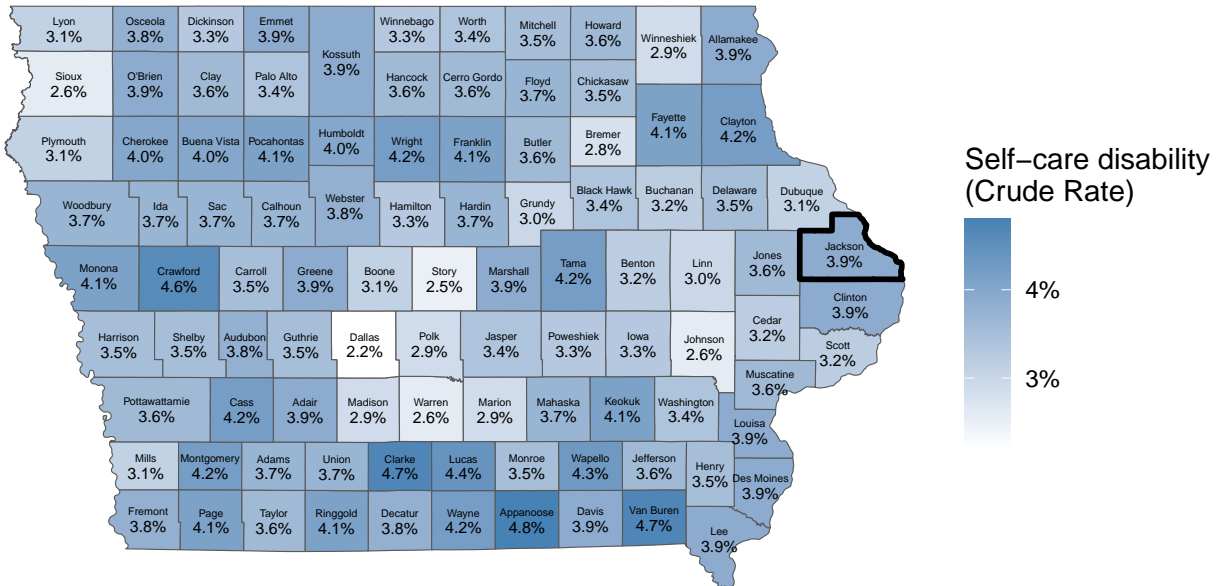 Lyon
3.1%
Osceola
3.8%
Dickinson
3.3%
Emmet
3.9%
Kossuth
3.9%
Winnebago
3.3%
Worth
3.4%
Mitchell
3.5%
Howard
3.6%
Winneshiek
2.9%
Allamakee
3.9%
Sioux
2.6%
O'Brien
3.9%
Clay
3.6%
Palo Alto
3.4%
Hancock
3.6%
Cerro Gordo
3.6%
Floyd
3.7%
Chickasaw
3.5%
Fayette
4.1%
Clayton
4.2%
Plymouth
3.1%
Cherokee
4.0%
Buena Vista
4.0%
Pocahontas
4.1%
Humboldt
4.0%
Wright
4.2%
Franklin
4.1%
Butler
3.6%
Bremer
2.8%
Woodbury
3.7%
Ida
3.7%
Sac
3.7%
Calhoun
3.7%
Webster
3.8%
Hamilton
3.3%
Hardin
3.7%
Grundy
3.0%
Black Hawk
3.4%
Buchanan
3.2%
Delaware
3.5%
Dubuque
3.1%
Monona
4.1%
Crawford
4.6%
Carroll
3.5%
Greene
3.9%
Boone
3.1%
Story
2.5%
Marshall
3.9%
Tama
4.2%
Benton
3.2%
Linn
3.0%
Jones
3.6%
Jackson
3.9%
Clinton
3.9%
Harrison
3.5%
Shelby
3.5%
Audubon
3.8%
Guthrie
3.5%
Dallas
2.2%
Polk
2.9%
Jasper
3.4%
Poweshiek
3.3%
Iowa
3.3%
Johnson
2.6%
Cedar
3.2%
Scott
3.2%
Muscatine
3.6%
Pottawattamie
3.6%
Cass
4.2%
Adair
3.9%
Madison
2.9%
Warren
2.6%
Marion
2.9%
Mahaska
3.7%
Keokuk
4.1%
Washington
3.4%
Louisa
3.9%
Mills
3.1%
Montgomery
4.2%
Adams
3.7%
Union
3.7%
Clarke
4.7%
Lucas
4.4%
Monroe
3.5%
Wapello
4.3%
Jefferson
3.6%
Henry
3.5%
Des Moines
3.9%
Fremont
3.8%
Page
4.1%
Taylor
3.6%
Ringgold
4.1%
Decatur
3.8%
Wayne
4.2%
Appanoose
4.8%
Davis
3.9%
Van Buren
4.7%
Lee
3.9%
Self−care disability
(Crude Rate)
4%
3%